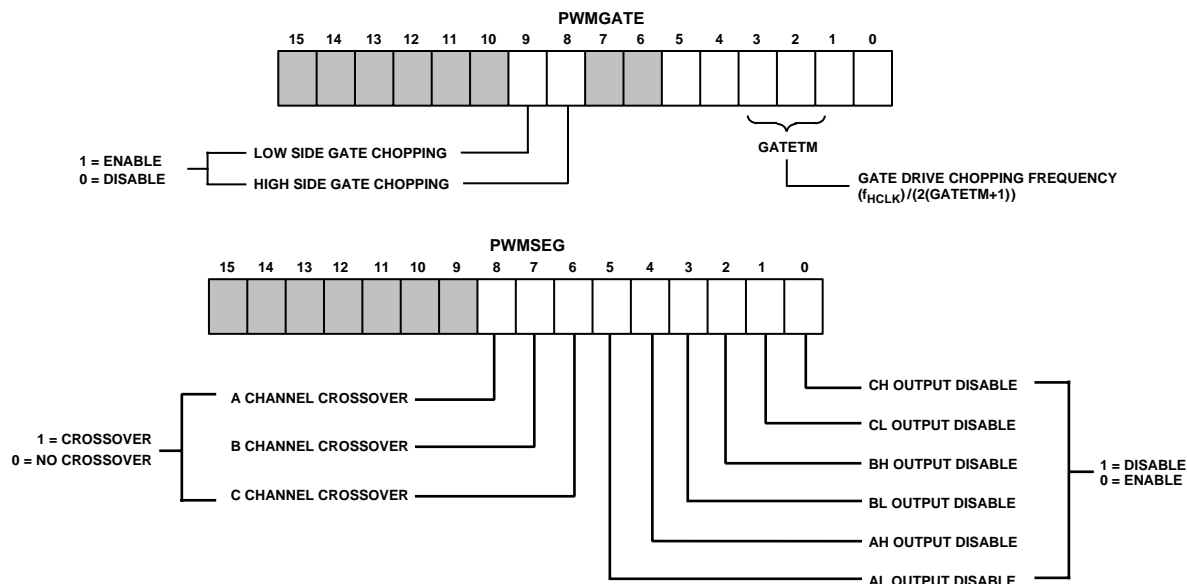 PWMGATE
15 14 13 12 11 10 9 8 7 6 5 4 3 2 1 0
1 = ENABLE
0 = DISABLE
LOW SIDE GATE CHOPPING
HIGH SIDE GATE CHOPPING
GATETM
GATE DRIVE CHOPPING FREQUENCY
(fHCLK)/(2(GATETM+1))
PWMSEG
15 14 13 12 11 10 9 8 7 6 5 4 3 2 1 0
1 = CROSSOVER
0 = NO CROSSOVER
A CHANNEL CROSSOVER
B CHANNEL CROSSOVER
C CHANNEL CROSSOVER
CH OUTPUT DISABLE
CL OUTPUT DISABLE
BH OUTPUT DISABLE
BL OUTPUT DISABLE
AH OUTPUT DISABLE
AL OUTPUT DISABLE
1 = DISABLE
0 = ENABLE